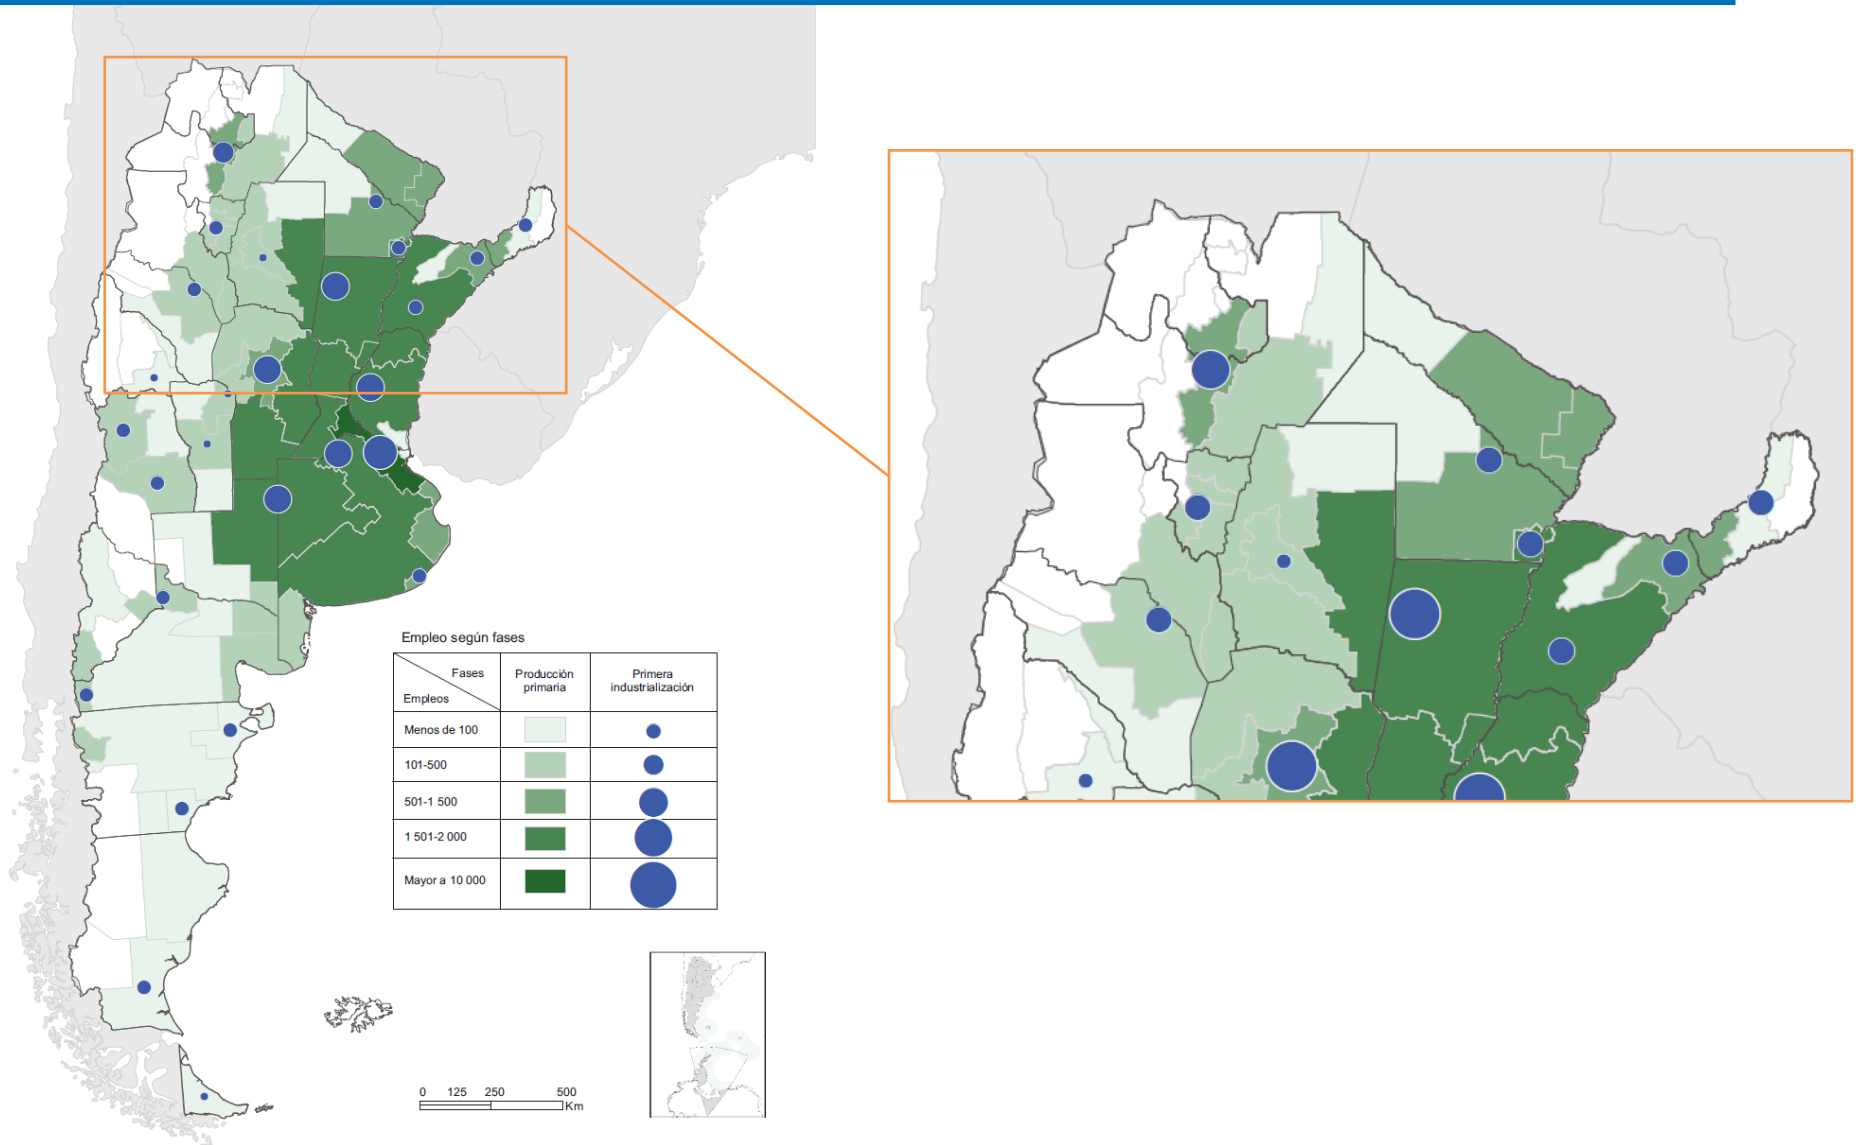 Empleo según fases
Fases
Empleos
Producción
primaria
Primera
industrialización
Menos de 100
101-500
501-1 500
1 501-2 000
Mayor a 10 000
0 125 250 500
Km